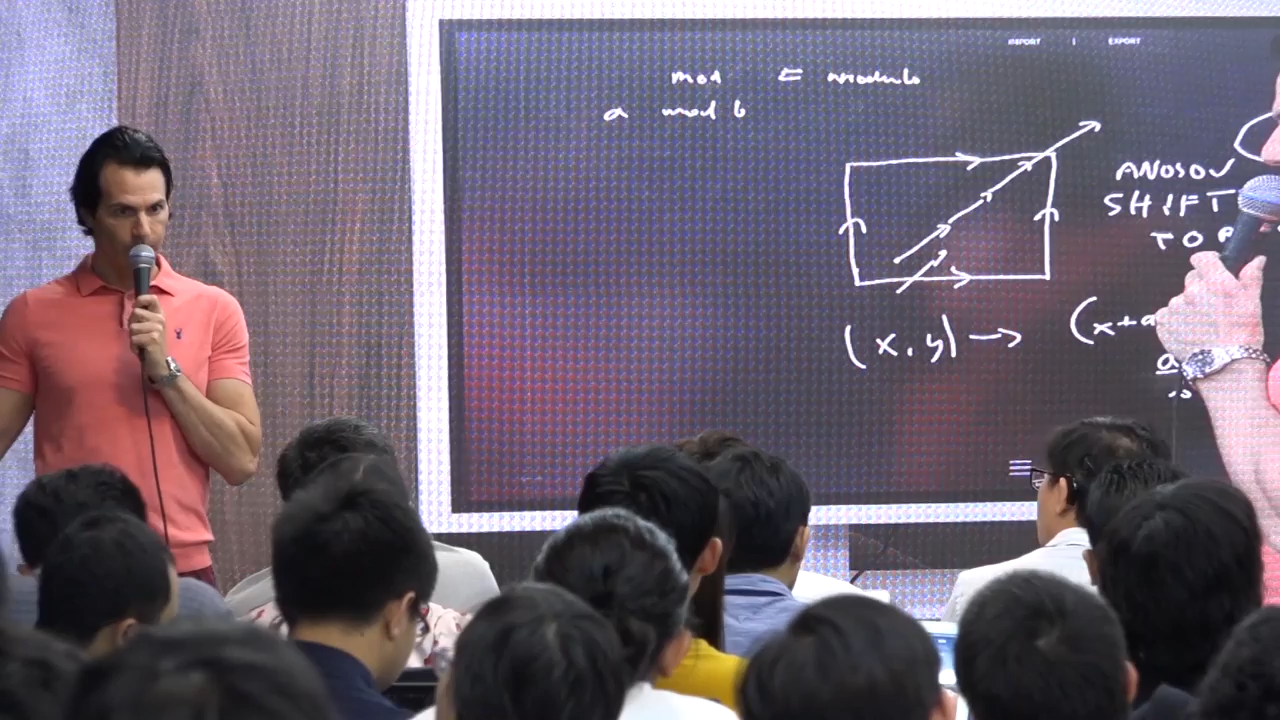 IMPORT | EXPORT
mod = modulo
a mod b
ANOSOV
SHIFT
(x,y) → (x+a